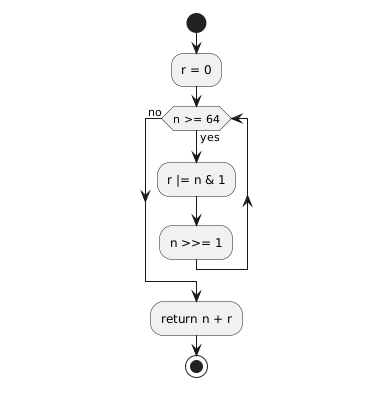 r = 0
n >= 64
no
yes
r |= n & 1
n >>= 1
return n + r